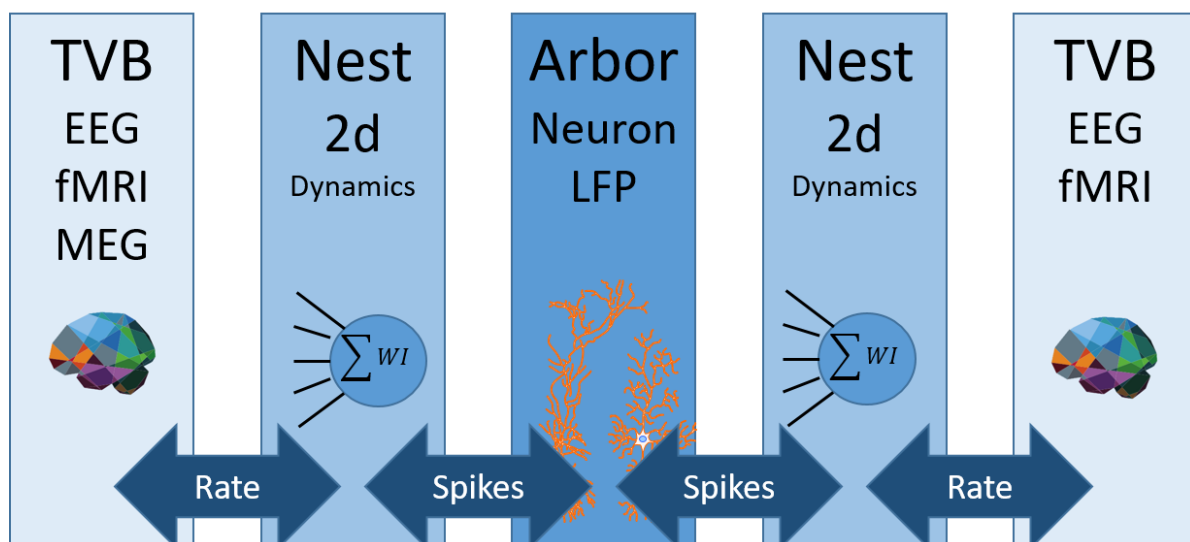 TVB
EEG
fMRI
MEG
Nest
2d
Dynamics
∑ WI
Arbor
Neuron
LFP
Nest
2d
Dynamics
∑ WI
TVB
EEG
fMRI
Rate
Spikes
Spikes
Rate